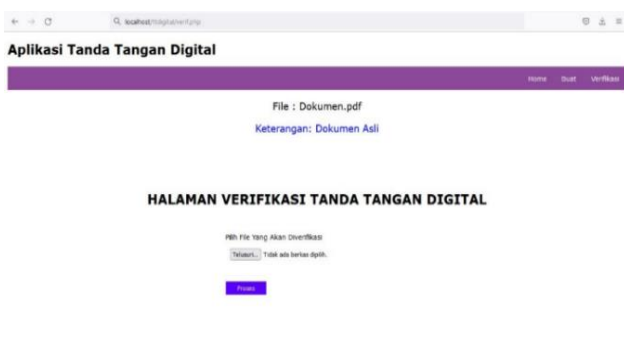 localhost/ttdigital/verif.php
Aplikasi Tanda Tangan Digital
Home Buat Verifikasi
File : Dokumen.pdf
Keterangan: Dokumen Asli
HALAMAN VERIFIKASI TANDA TANGAN DIGITAL
Pilih File Yang Akan Diverifikasi
Telusuri... Tidak ada berkas dipilih.
Proses